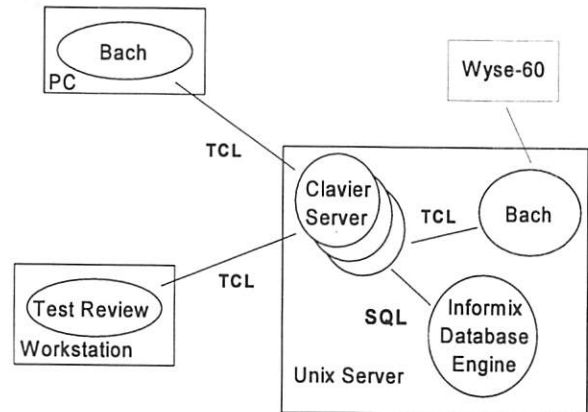 Bach
PC
Wyse-60
TCL
Clavier
Server
TCL
Bach
TCL
Test Review
Workstation
SQL
Informix
Database
Engine
Unix Server